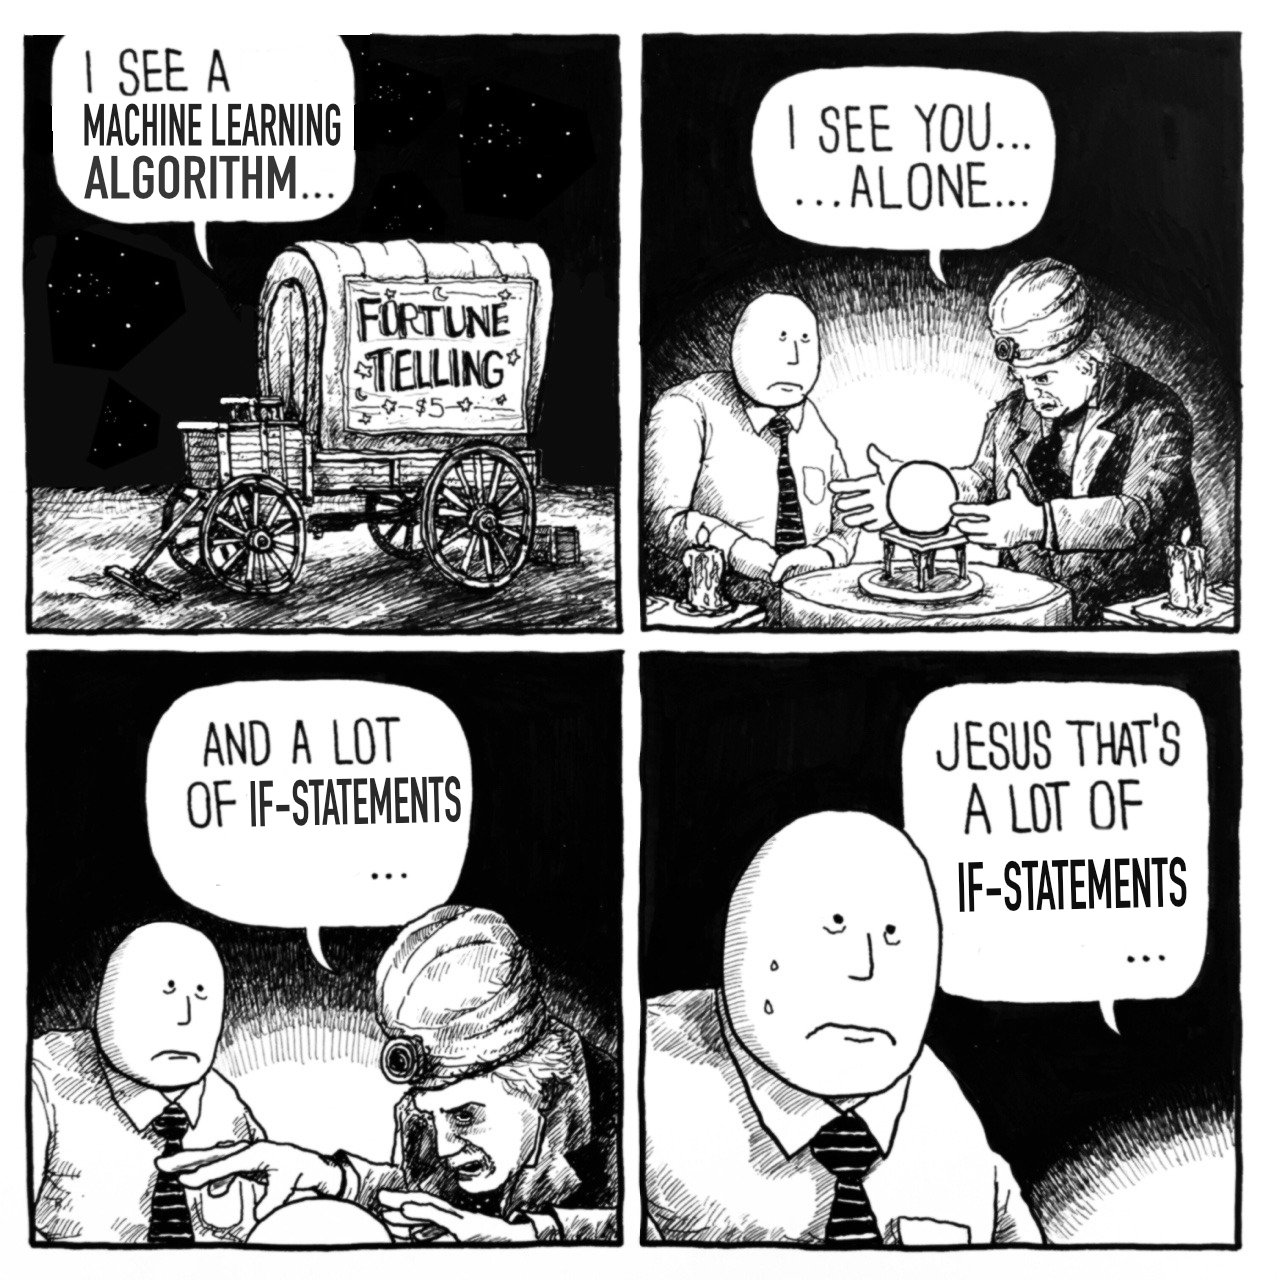 I SEE A
MACHINE LEARNING
ALGORITHM...
FORTUNE
TELLING
$5
I SEE YOU...
...ALONE...
AND A LOT
OF IF-STATEMENTS
...
JESUS THAT'S
A LOT OF
IF-STATEMENTS
...